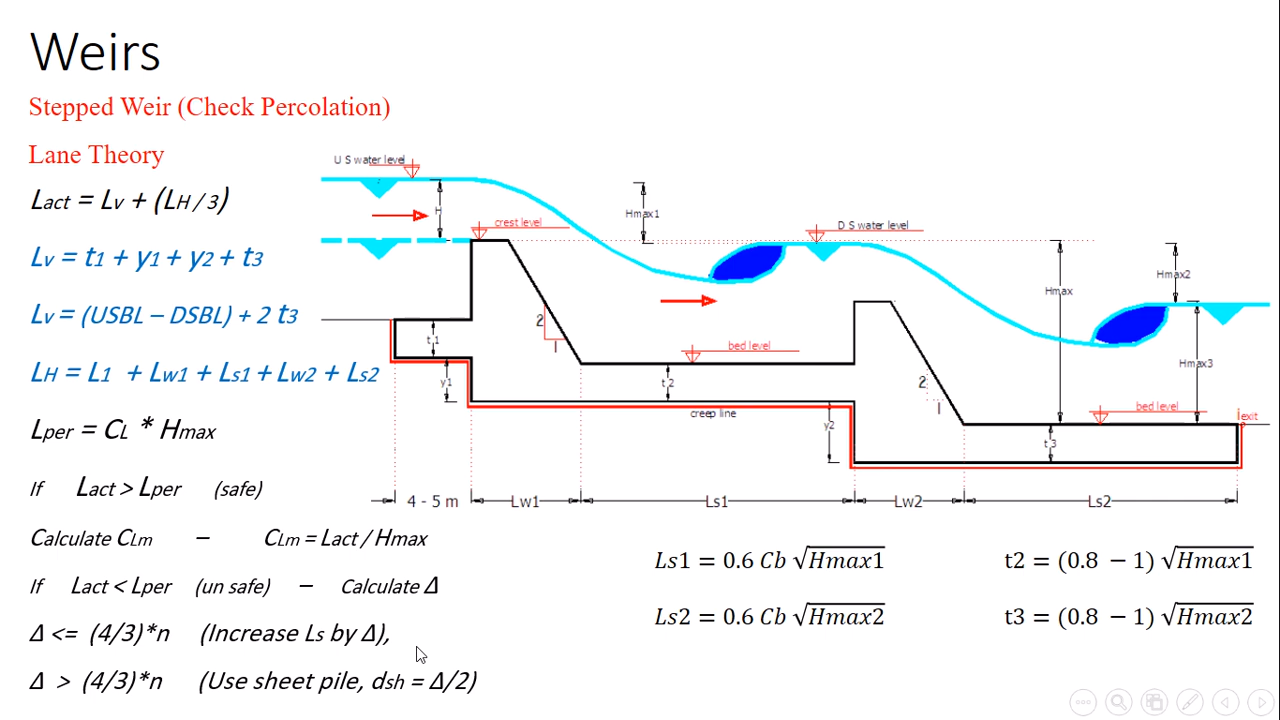 Weirs
Stepped Weir (Check Percolation)
Lane Theory
Lact = Lv + (LH / 3)
Lv = t1 + y1 + y2 + t3
Lv = (USBL – DSBL) + 2 t3
LH = L1 + Lw1 + Ls1 + Lw2 + Ls2
Lper = CL * Hmax
If Lact > Lper (safe)
Calculate CLm – CLm = Lact / Hmax
If Lact < Lper (un safe) – Calculate Δ
Δ <= (4/3)*n (Increase Ls by Δ),
Δ > (4/3)*n (Use sheet pile, dsh = Δ/2)
U S water level
H
crest level
Hmax1
D S water level
Hmax2
Hmax
Hmax3
2
1
t1
y1
bed level
t2
creep line
y2
2
1
bed level
iexit
t3
4 - 5 m
Lw1
Ls1
Lw2
Ls2
Ls1 = 0.6 Cb √Hmax1
t2 = (0.8 – 1) √Hmax1
Ls2 = 0.6 Cb √Hmax2
t3 = (0.8 – 1) √Hmax2